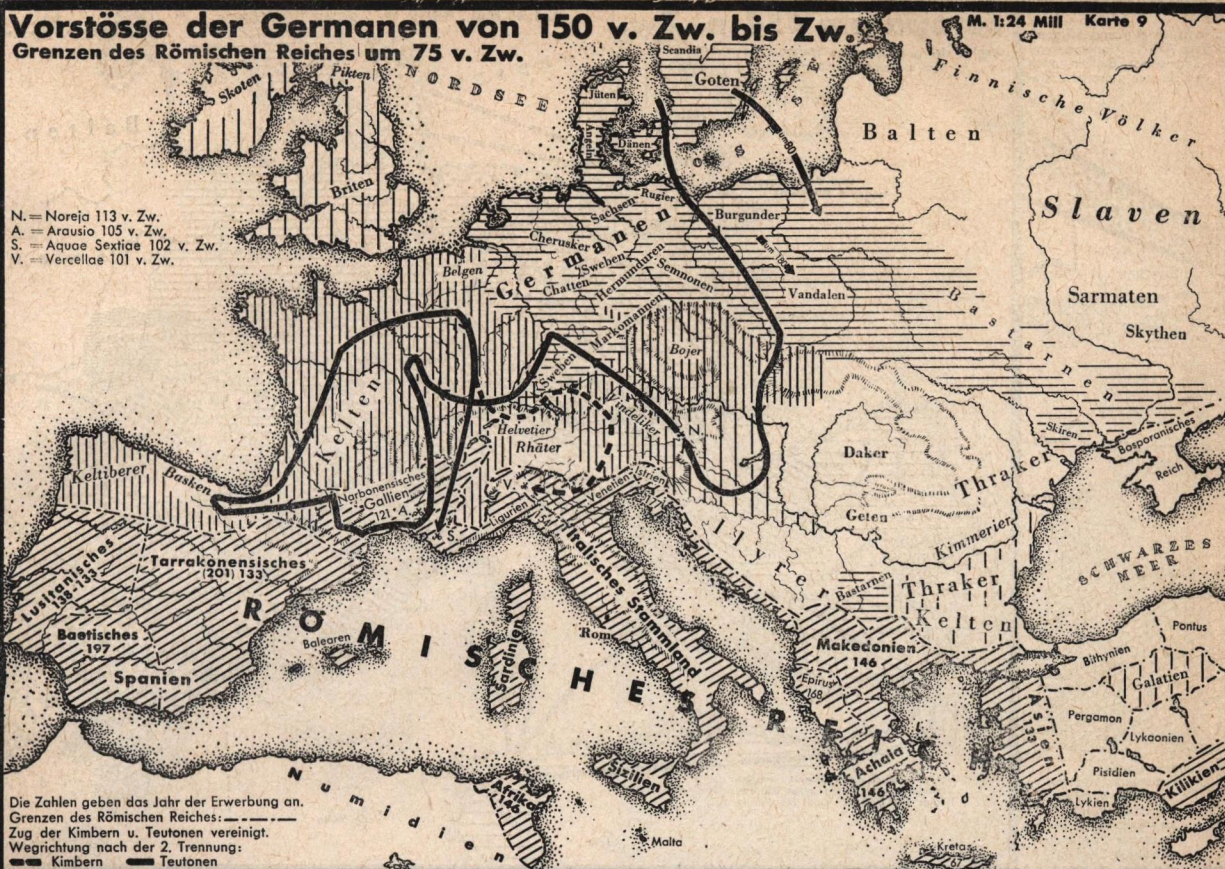 Vorstösse der Germanen von 150 v. Zw. bis Zw.
Grenzen des Römischen Reiches um 75 v. Zw.
M. 1:24 Mill Karte 9
N. = Noreja 113 v. Zw.
A. = Arausio 105 v. Zw.
S. = Aquae Sextiae 102 v. Zw.
V. = Vercellae 101 v. Zw.
Skoten
Pikten
Briten
NORDSEE
Scandia
Goten
Jüten
Angeln
Dänen
OSTSEE
Finnische Völker
Balten
Slaven
Sarmaten
Skythen
Bastarnen
Skiren
Germanen
Sachsen
Rugier
Burgunder
Cherusker
Sweben
Chatten
Hermunduren
Semnonen
Vandalen
Markomannen
Belgen
Bojer
Sweben
Vindeliker
N.
Helvetier
Rhäter
Kelten
Keltiberer
Basken
Narbonensisches
Gallien
121
A.
S.
V.
Ligurien
Venetien
Istrien
Daker
Geten
Thraker
Kimmerier
Bosporanisches
Reich
SCHWARZES
MEER
Illyrer
Bastarnen
Thraker
Kelten
Lusitanisches
138-133
Tarrakonensisches
(201) 133
Baetisches
197
Spanien
RÖMISCHES REICH
Balearen
Sardinien
Italisches Stammland
Rom
Sizilien
Makedonien
146
Epirus
168
Achaia
146
Asien
133
Pontus
Bithynien
Galatien
Pergamon
Lykaonien
Pisidien
Lykien
Kilikien
Kreta
67
Malta
Afrika
146
Numidien
Die Zahlen geben das Jahr der Erwerbung an.
Grenzen des Römischen Reiches:
Zug der Kimbern u. Teutonen vereinigt.
Wegrichtung nach der 2. Trennung:
Kimbern Teutonen